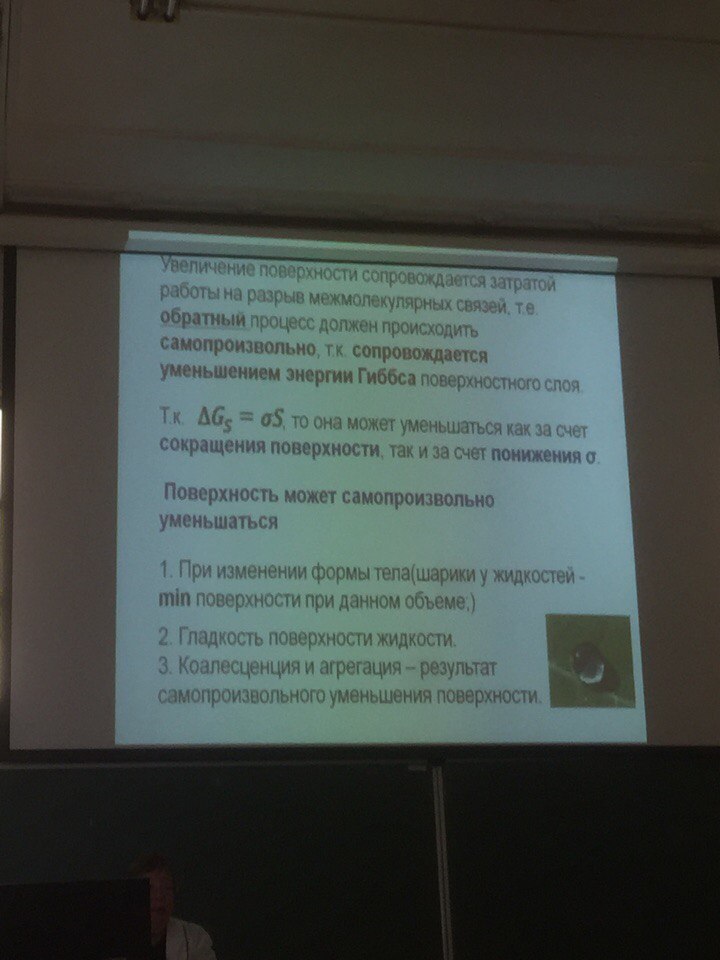 Увеличение поверхности сопровождается затратой
работы на разрыв межмолекулярных связей, т.е.
обратный процесс должен происходить
самопроизвольно, т.к. сопровождается
уменьшением энергии Гиббса поверхностного слоя.
Т.к. ΔG_S = σS, то она может уменьшаться как за счет
сокращения поверхности, так и за счет понижения σ.
Поверхность может самопроизвольно
уменьшаться
1. При изменении формы тела(шарики у жидкостей -
min поверхности при данном объеме;)
2. Гладкость поверхности жидкости.
3. Коалесценция и агрегация – результат
самопроизвольного уменьшения поверхности.